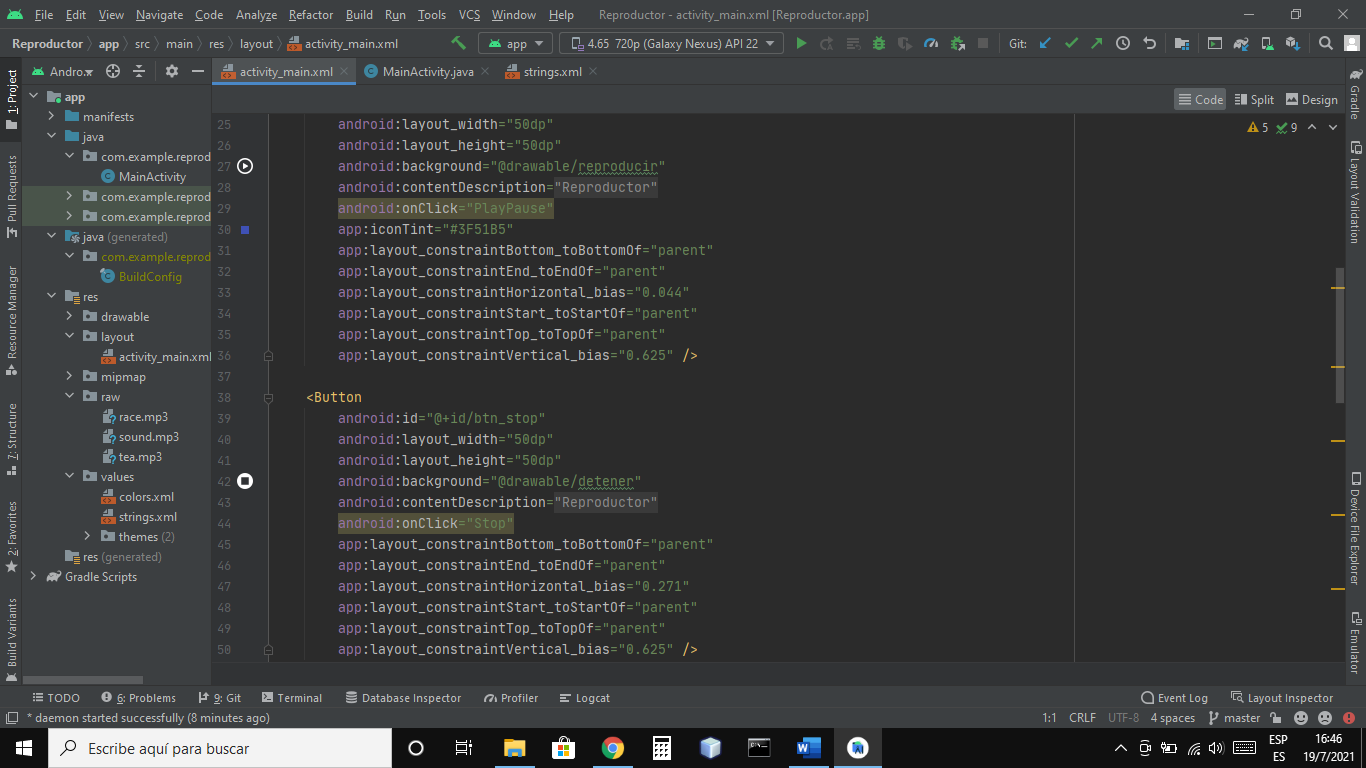 File Edit View Navigate Code Analyze Refactor Build Run Tools VCS Window Help Reproductor - activity_main.xml [Reproductor.app]
Reproductor app src main res layout activity_main.xml app 4.65 720p (Galaxy Nexus) API 22 Git:
Andro... activity_main.xml MainActivity.java strings.xml
Code Split Design
1: Project
Pull Requests
Resource Manager
7: Structure
2: Favorites
Build Variants
app
manifests
java
com.example.reprod
MainActivity
com.example.reprod
com.example.reprod
java (generated)
com.example.reprod
BuildConfig
res
drawable
layout
activity_main.xml
mipmap
raw
race.mp3
sound.mp3
tea.mp3
values
colors.xml
strings.xml
themes (2)
res (generated)
Gradle Scripts
5 9
25 android:layout_width="50dp"
26 android:layout_height="50dp"
27 android:background="@drawable/reproducir"
28 android:contentDescription="Reproductor"
29 android:onClick="PlayPause"
30 app:iconTint="#3F51B5"
31 app:layout_constraintBottom_toBottomOf="parent"
32 app:layout_constraintEnd_toEndOf="parent"
33 app:layout_constraintHorizontal_bias="0.044"
34 app:layout_constraintStart_toStartOf="parent"
35 app:layout_constraintTop_toTopOf="parent"
36 app:layout_constraintVertical_bias="0.625" />
37
38 <Button
39 android:id="@+id/btn_stop"
40 android:layout_width="50dp"
41 android:layout_height="50dp"
42 android:background="@drawable/detener"
43 android:contentDescription="Reproductor"
44 android:onClick="Stop"
45 app:layout_constraintBottom_toBottomOf="parent"
46 app:layout_constraintEnd_toEndOf="parent"
47 app:layout_constraintHorizontal_bias="0.271"
48 app:layout_constraintStart_toStartOf="parent"
49 app:layout_constraintTop_toTopOf="parent"
50 app:layout_constraintVertical_bias="0.625" />
Gradle
Layout Validation
Device File Explorer
Emulator
TODO 6: Problems 9: Git Terminal Database Inspector Profiler Logcat Event Log Layout Inspector
* daemon started successfully (8 minutes ago) 1:1 CRLF UTF-8 4 spaces master
Escribe aquí para buscar
ESP 16:46
ES 19/7/2021